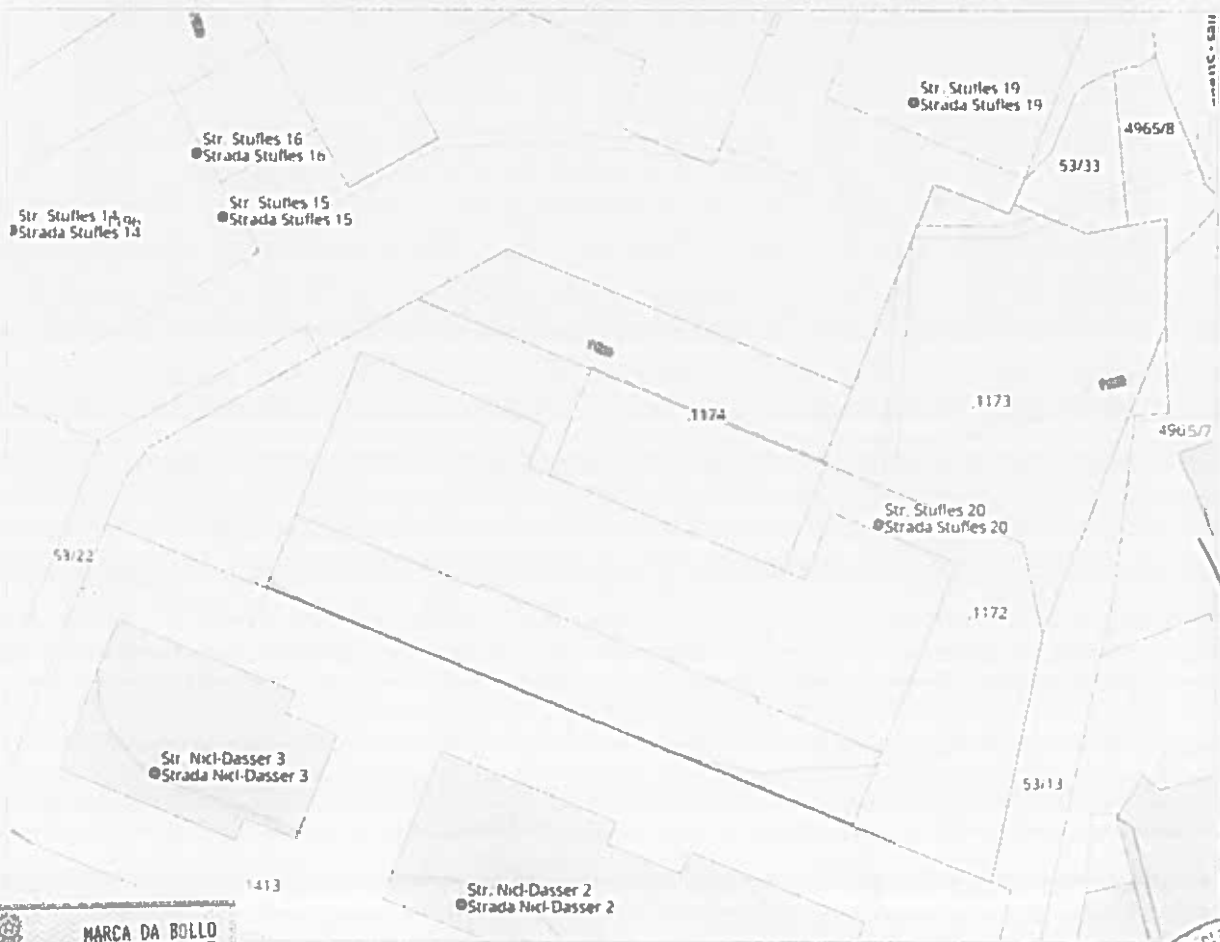 Str. Stufles 19
Strada Stufles 19
4965/8
53/33
Str. Stufles 16
Strada Stufles 16
Str. Stufles 15
Strada Stufles 15
Str. Stufles
Strada Stufles 14
.1174
.1173
4965/7
Str. Stufles 20
Strada Stufles 20
53/22
.1172
Str. Nicl-Dasser 3
Strada Nicl-Dasser 3
53/13
1413
Str. Nicl-Dasser 2
Strada Nicl-Dasser 2
MARCA DA BOLLO